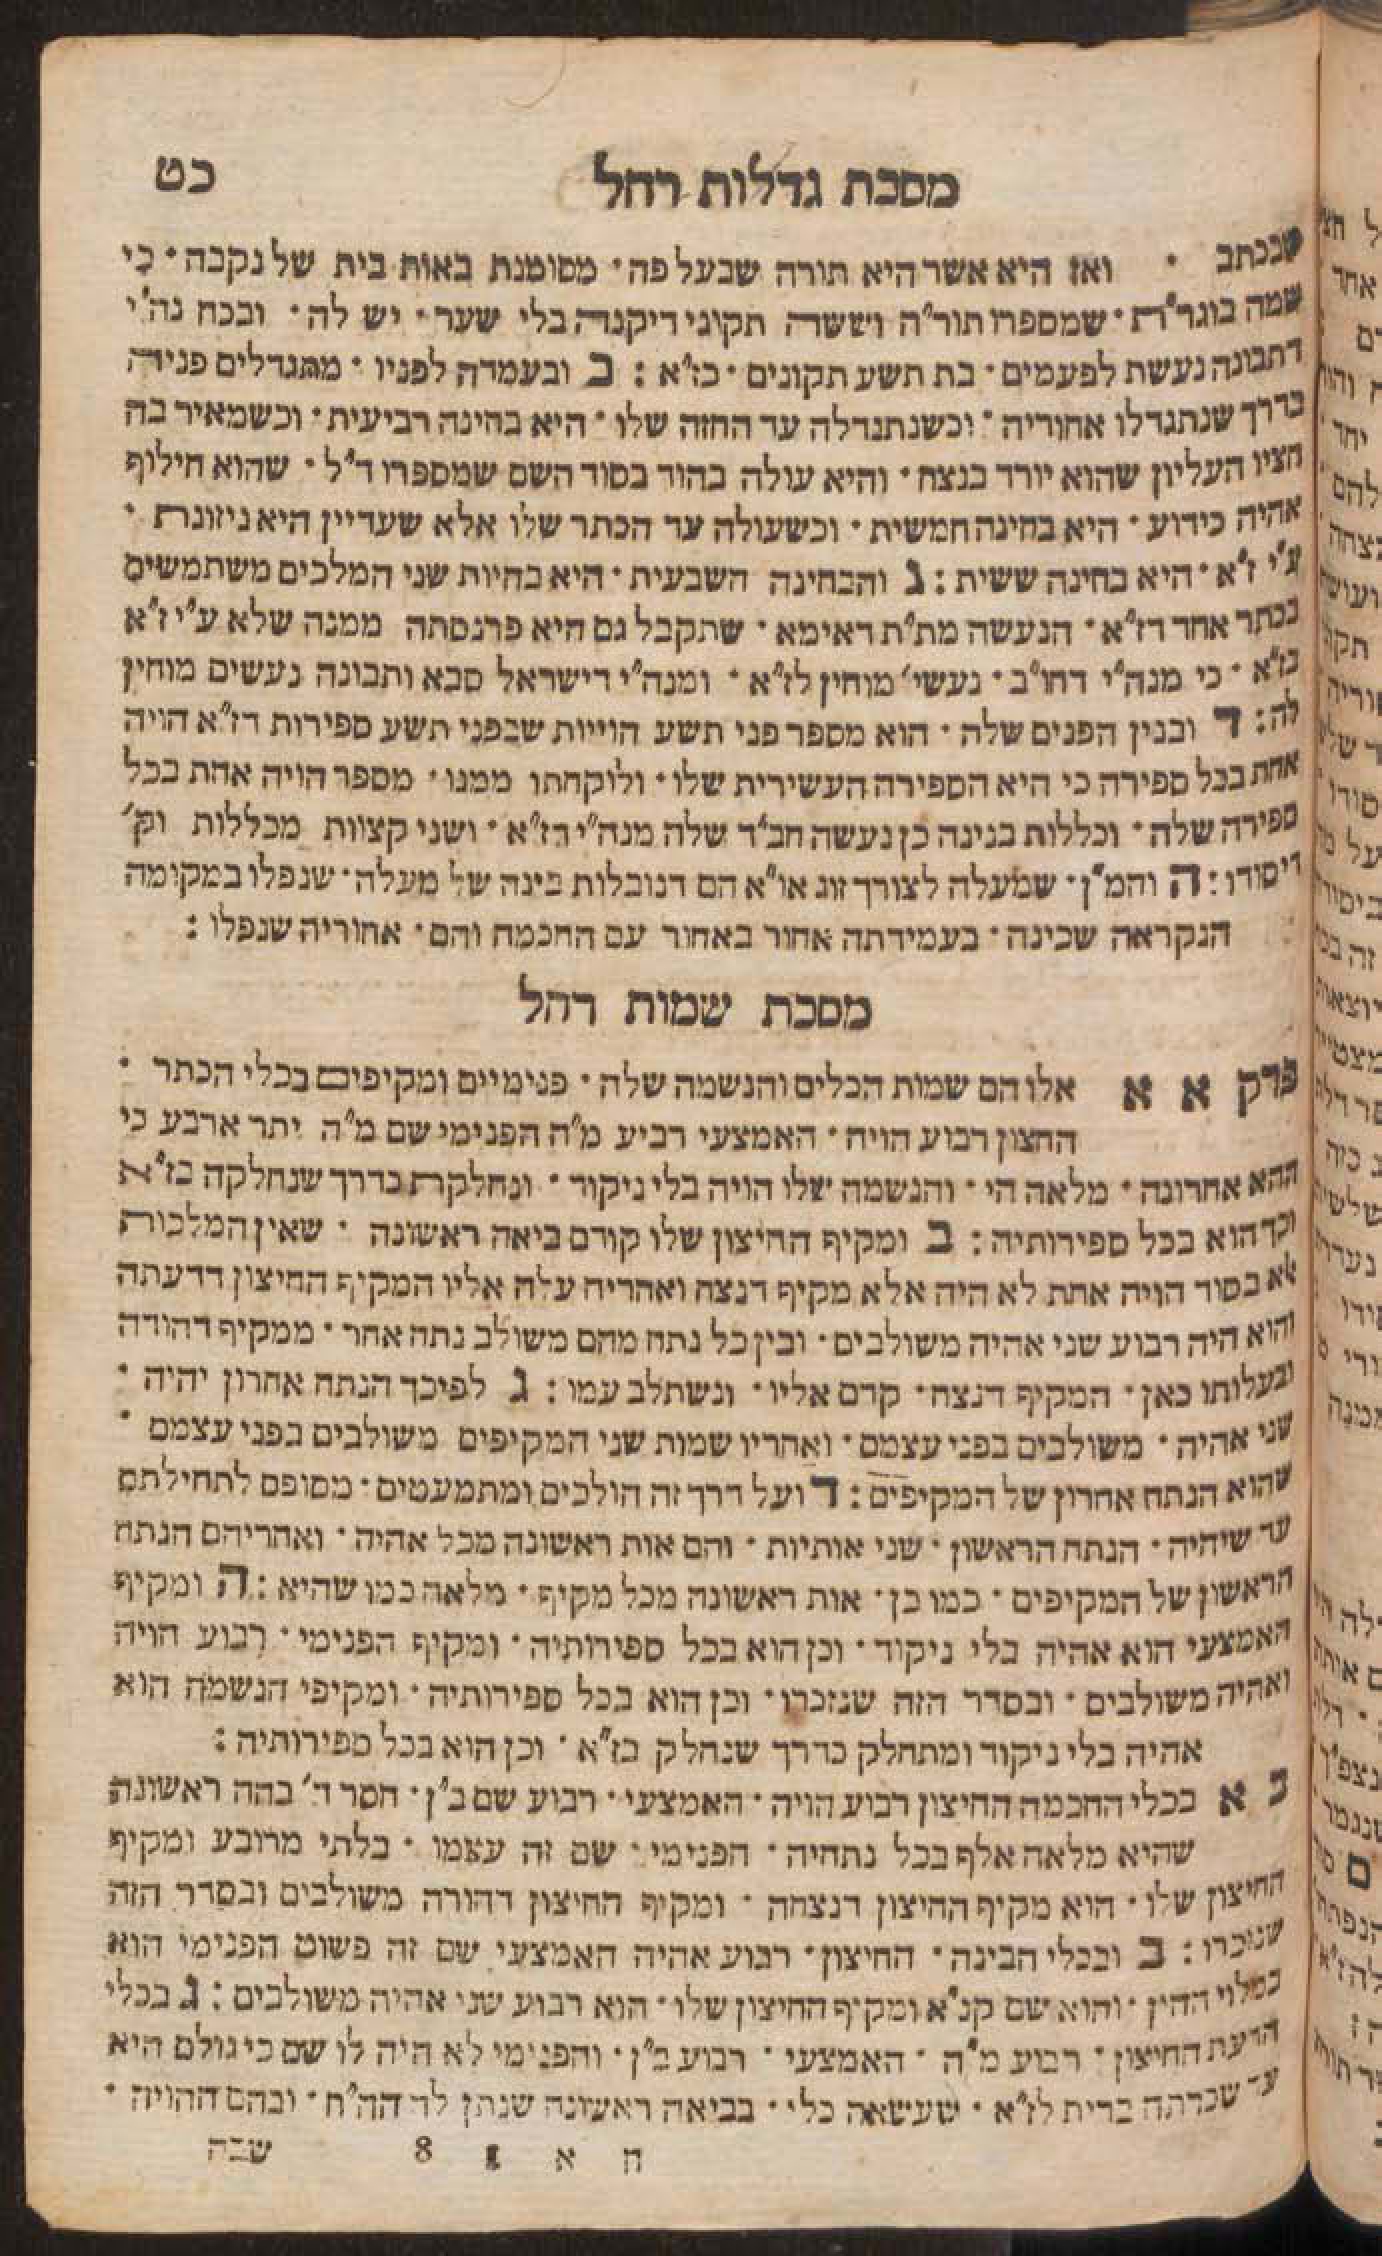 מסכת גדלות רחל כט
שבכתב · ואז היא אשר היא תורה שבעל פה · מסומנת באות בית של נקבה · כי
שמה בוגר״ת · שמספרו תור״ה וששרה תקוני דיקנדה בלי שער · יש לה · ובכח נה״י
דתבונה נעשת לפעמים · בת תשע תקונים · כז״א : ב ובעמדה לפניו · מתגדלים פניה
כדרך שנתגדלו אחוריה · וכשנתגדלה עד החזה שלו · היא בחינה רביעית · וכשמאיר בה
חציו העליון שהוא יורד בנצח · והיא עולה בהוד בסוד השם שמספרו ד״ל · שהוא חילוף
אהיה כידוע · היא בחינה חמשית · וכשעולה עד הכתר שלו אלא שעדיין היא ניזונת ·
ע״י ז״א · היא בחינה ששית : ג והבחינה השבעית · היא בהיות שני המלכים משתמשים
בכתר אחד דז״א · הנעשה מת״ת דאימא · שתקבל גם היא פרנסתה ממנה שלא ע״י ז״א
כז״א · כי מנה״י דחו״ב · נעשי׳ מוחין לז״א · ומנה״י דישראל סבא ותבונה נעשים מוחין
לה : ד ובנין הפנים שלה · הוא מספר פני תשע הוייות שבפני תשע ספירות דז״א הויה
אחת בכל ספירה כי היא הספירה העשירית שלו · ולוקחתו ממנו · מספר הויה אחת בכל
ספירה שלה · וכללות בנינה כן נעשה חב״ד שלה מנה״י דז״א · ושני קצוות מכללות וק׳
דיסודו : ה והמ״ן · שמעלה לצורך זוג או״א הם דנובלות בינה של מעלה · שנפלו במקומה
הנקראה שכינה · בעמידתה אחור באחור עם החכמה והם · אחוריה שנפלו :
מסכת שמות רחל
פרק א א אלו הם שמות הכלים והנשמה שלה · פנימיים ומקיפים בכלי הכתר ·
החצון רבוע הויה · האמצעי רביע מ״ה הפנימי שם מ״ה יתר ארבע כי
ההא אחרונה · מלאה הי · והנשמה שלו הויה בלי ניקוד · ונחלקת כדרך שנחלקה בז״א
וכך הוא בכל ספירותיה : ב ומקיף החיצון שלו קודם ביאה ראשונה · שאין המלכות
לא בסוד הויה אחת לא היה אלא מקיף דנצח ואחריה עלה אליו המקיף החיצון דדעתה
והוא היה רבוע שני אהיה משולבים · ובין כל נתח מהם משולב נתח אחר · ממקיף דהודה
ובעלותו כאן · המקיף דנצח · קדם אליו · ונשתלב עמו : ג לפיכך הנתח אחרון יהיה ·
שני אהיה · משולבים בפני עצמם · ואחריו שמות שני המקיפים משולבים בפני עצמם ·
שהוא הנתח אחרון של המקיפים : ד ועל דרך זה הולכים ומתמעטים · מסופם לתחילתם
עד שיהיה · הנתח הראשון · שני אותיות · והם אות ראשונה מכל אהיה · ואחריהם הנתח
הראשון של המקיפים · כמו בן · אות ראשונה מכל מקיף · מלאה כמו שהיא : ה ומקיף
האמצעי הוא אהיה בלי ניקוד · וכן הוא בכל ספירותיה · ומקיף הפנימי · רבוע הויה
ואהיה משולבים · ובסדר הזה שנזכרו · וכן הוא בכל ספירותיה · ומקיפי הנשמה הוא
אהיה בלי ניקוד ומתחלק כדרך שנחלק בז״א · וכן הוא בכל ספירותיה :
ב א בכלי החכמה החיצון רבוע הויה · האמצעי · רבוע שם ב״ן · חסר ד׳ בהה ראשונה
שהיא מלאה אלף בכל נתחיה · הפנימי · שם זה עצמו · בלתי מרובע ומקיף
החיצון שלו · הוא מקיף החיצון דנצחה · ומקיף החיצון דהודה משולבים ובסדר הזה
שנזכרו : ב ובכלי הבינה · החיצון · רבוע אהיה האמצעי שם זה פשוט הפנימי הוא
במלוי ההין · והוא שם קנ״א ומקיף החיצון שלו · הוא רבוע שני אהיה משולבים : ג בכלי
הדעת החיצון · רבוע מ״ה · האמצעי · רבוע ב״ן · והפנימי לא היה לו שם כי גולם היא
עד שכרתה ברית לז״א · שעשאה כלי · בביאה ראשונה שנתן לה הה״ח · ובהם ההויה ·
ח א 8 שבה